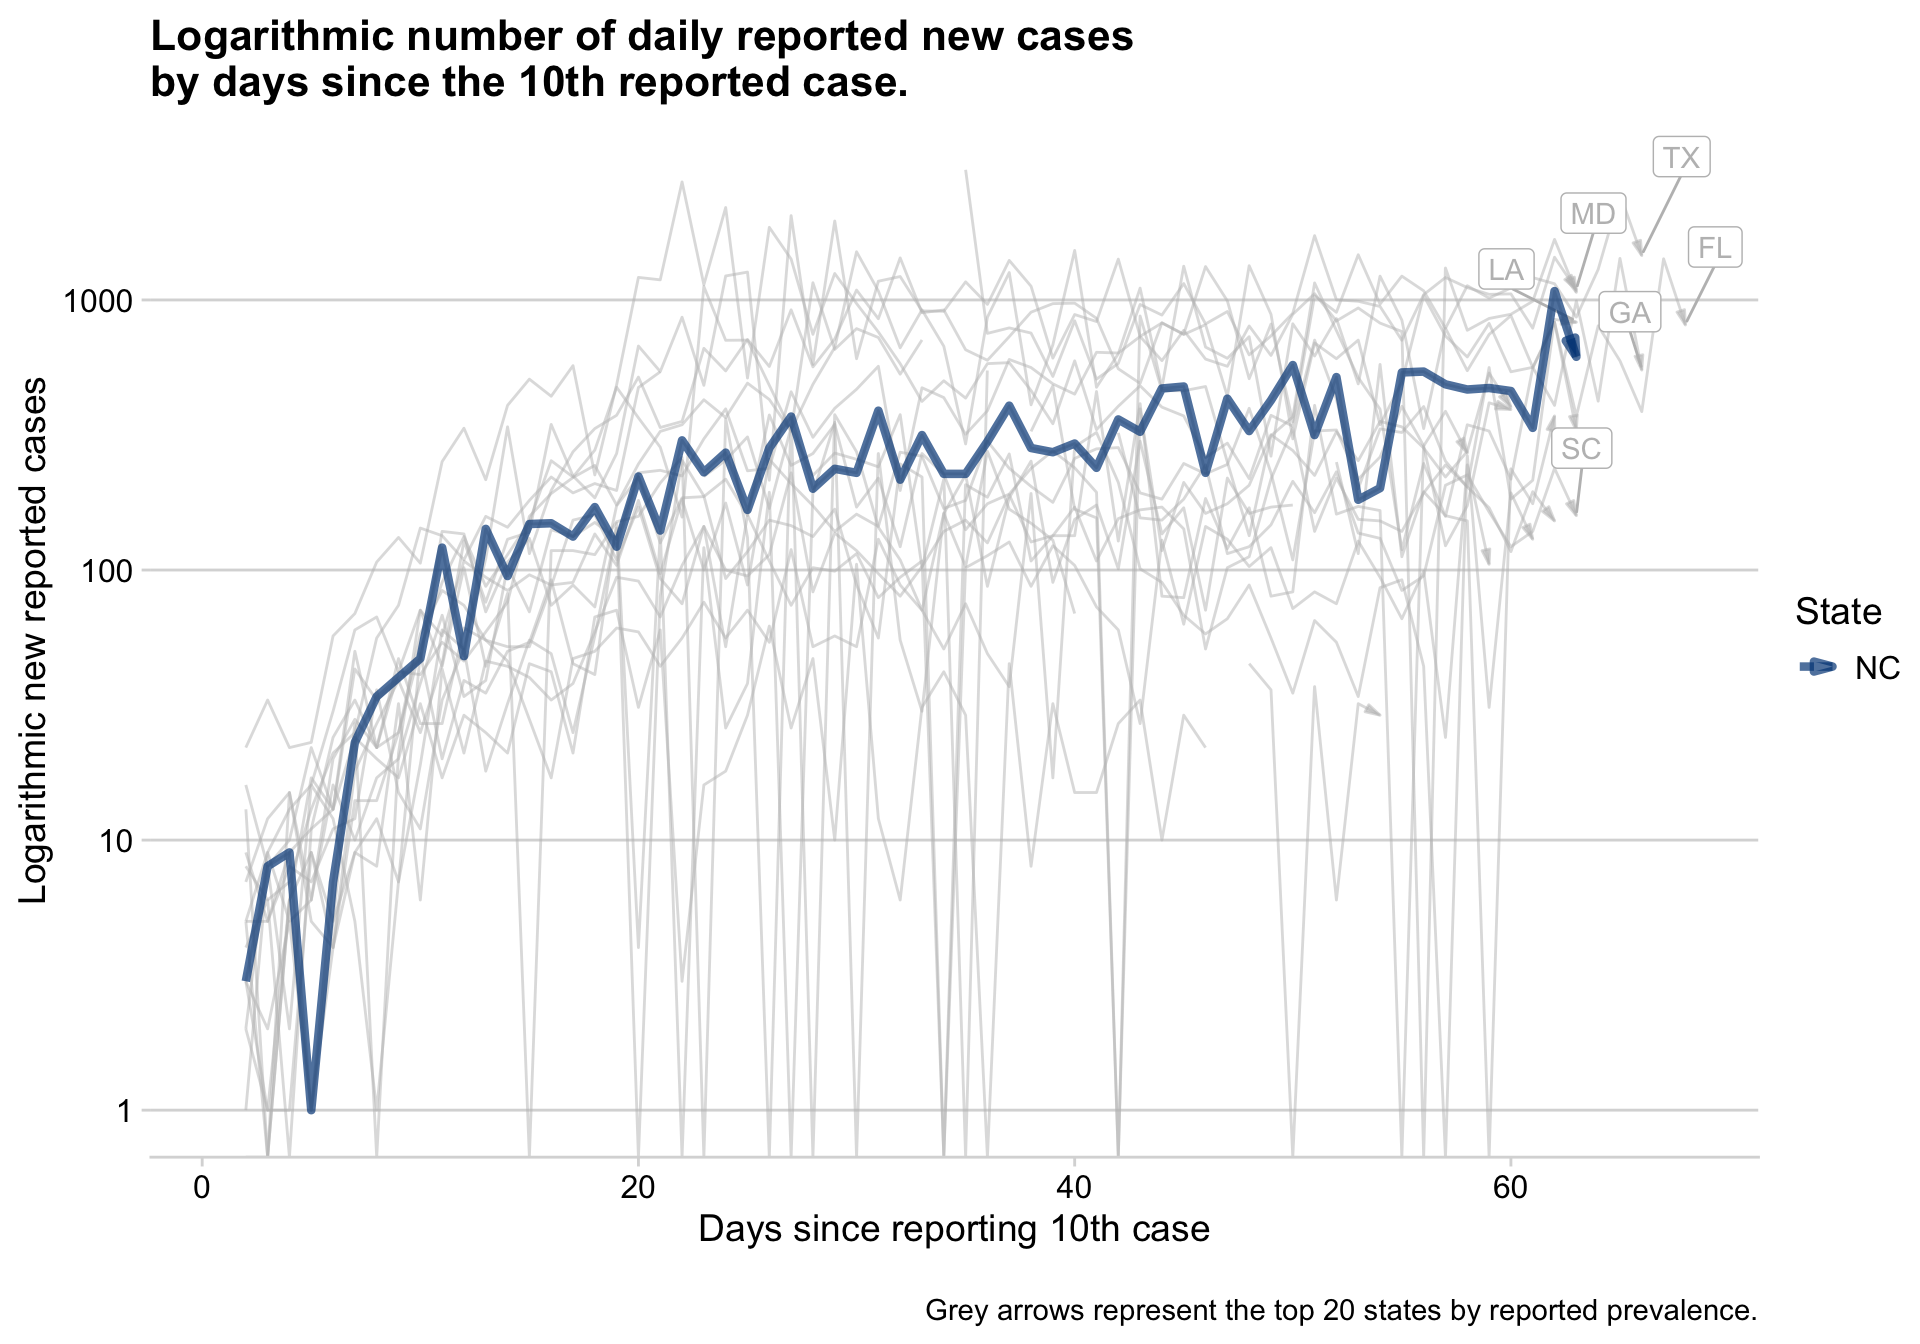 Logarithmic number of daily reported new cases
by days since the 10th reported case.
TX
MD
FL
LA
GA
SC
Logarithmic new reported cases
1000
100
10
1
0
20
40
60
Days since reporting 10th case
State
NC
Grey arrows represent the top 20 states by reported prevalence.